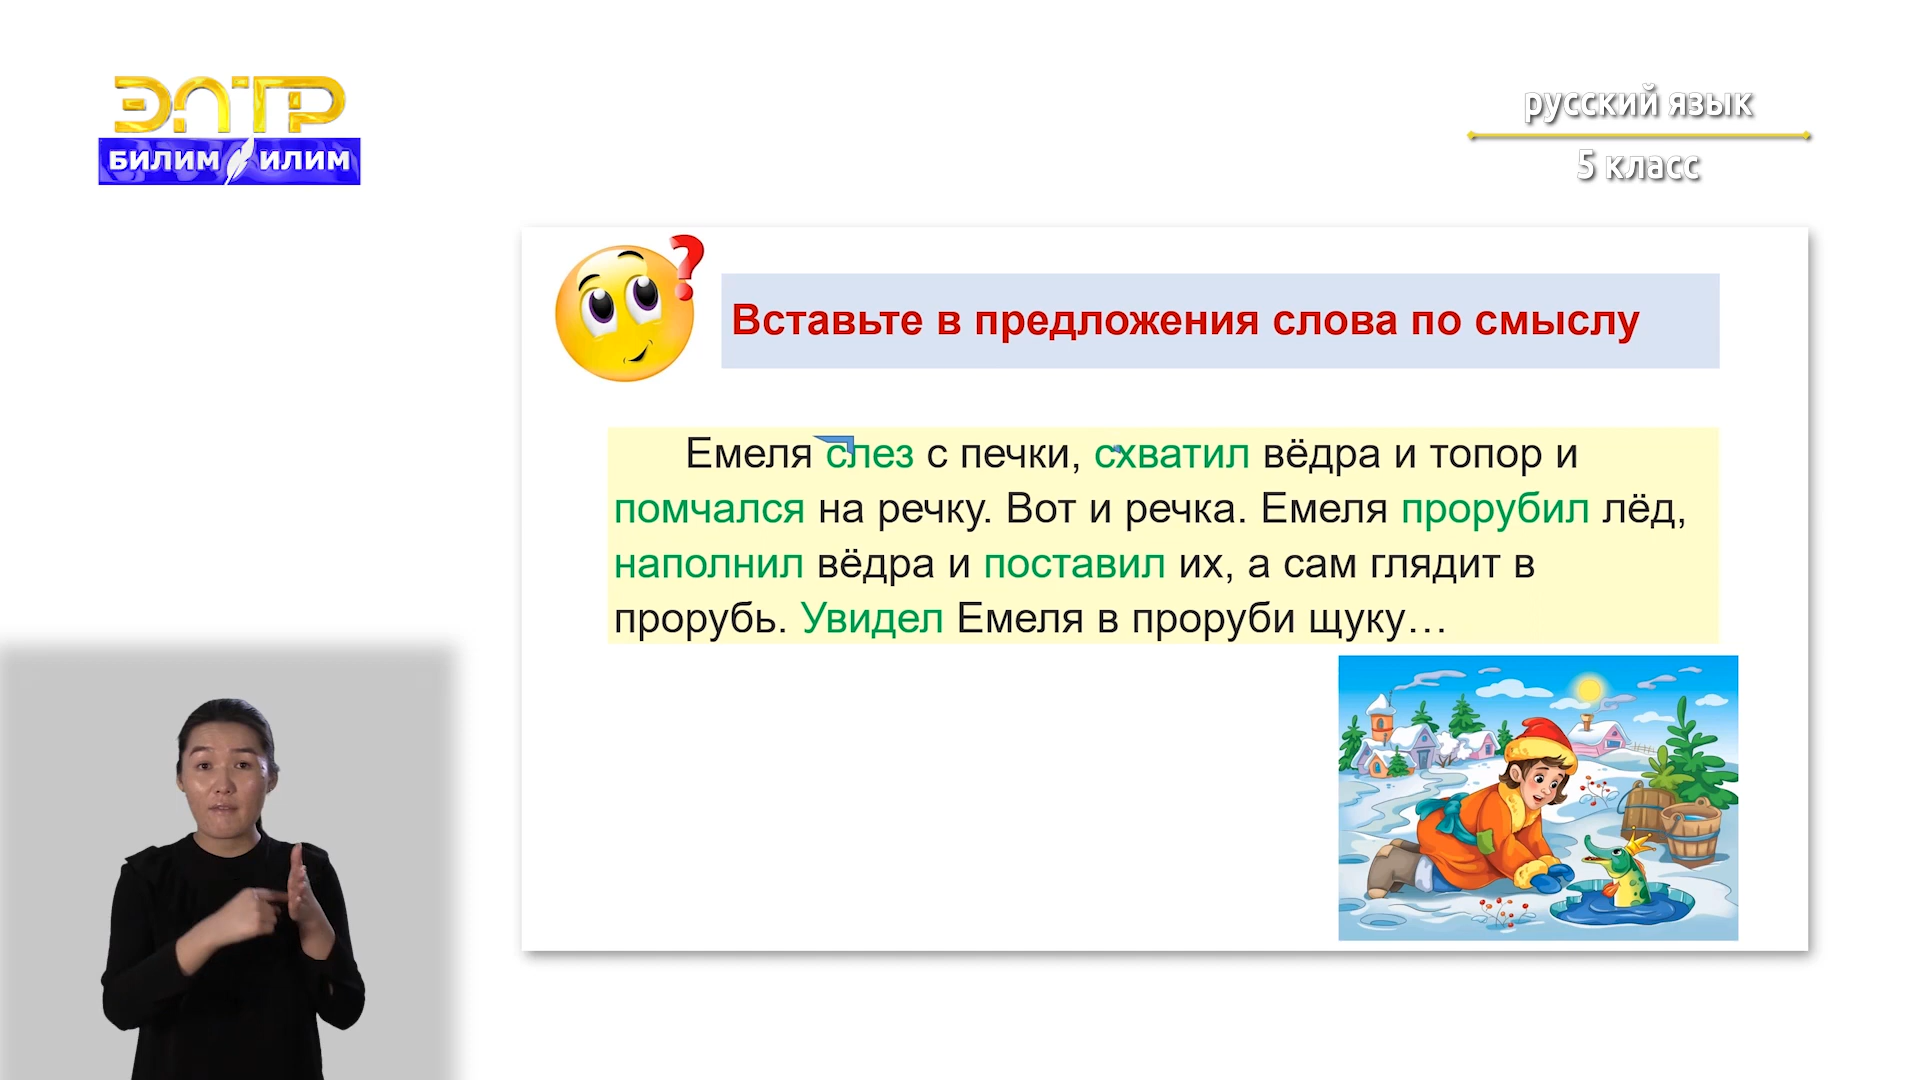 ЭЛТР
БИЛИМ ИЛИМ
русский язык
5 класс
?
Вставьте в предложения слова по смыслу
Емеля слез с печки, схватил вёдра и топор и
помчался на речку. Вот и речка. Емеля прорубил лёд,
наполнил вёдра и поставил их, а сам глядит в
прорубь. Увидел Емеля в проруби щуку…